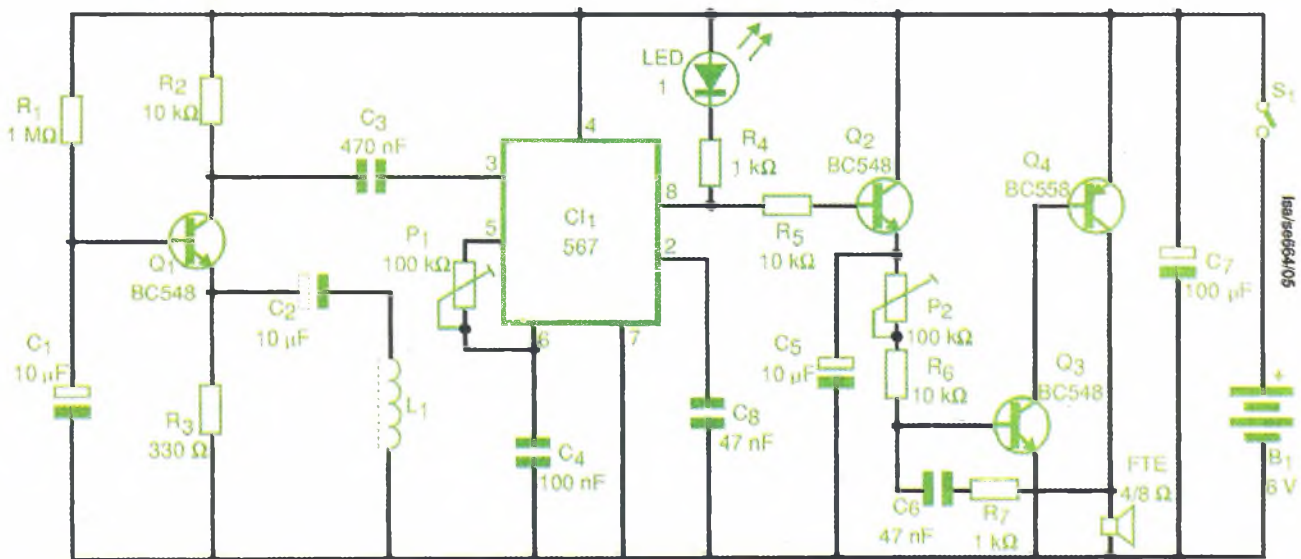 R1
1 MΩ
R2
10 kΩ
C3
470 nF
3
4
5
P1
100 kΩ
CI1
567
8
2
6
7
LED
1
R4
1 kΩ
Q2
BC548
R5
10 kΩ
Q4
BC558
S1
C7
100 µF
Q1
BC548
C2
10 µF
C1
10 µF
R3
330 Ω
L1
C4
100 nF
C8
47 nF
C5
10 µF
P2
100 kΩ
R6
10 kΩ
Q3
BC548
C6
47 nF
R7
1 kΩ
FTE
4/8 Ω
+
B1
6 V
lsa/se664/05